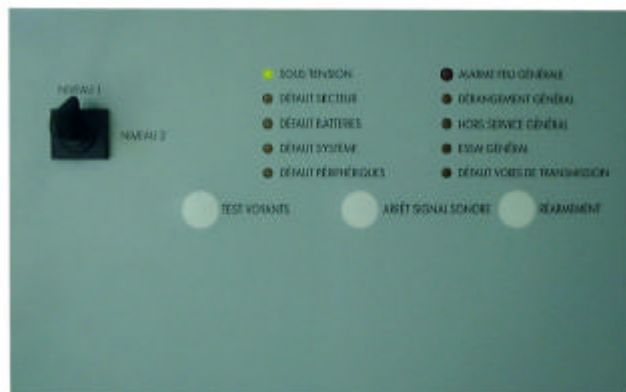 NIVEAU 1
NIVEAU 2
SOUS TENSION
DÉFAUT SECTEUR
DÉFAUT BATTERIES
DÉFAUT SYSTÈME
DÉFAUT PÉRIPHÉRIQUES
ALARME FEU GÉNÉRALE
DÉRANGEMENT GÉNÉRAL
HORS SERVICE GÉNÉRAL
ESSAI GÉNÉRAL
DÉFAUT VOIES DE TRANSMISSION
TEST VOYANTS
ARRÊT SIGNAL SONORE
RÉARMEMENT